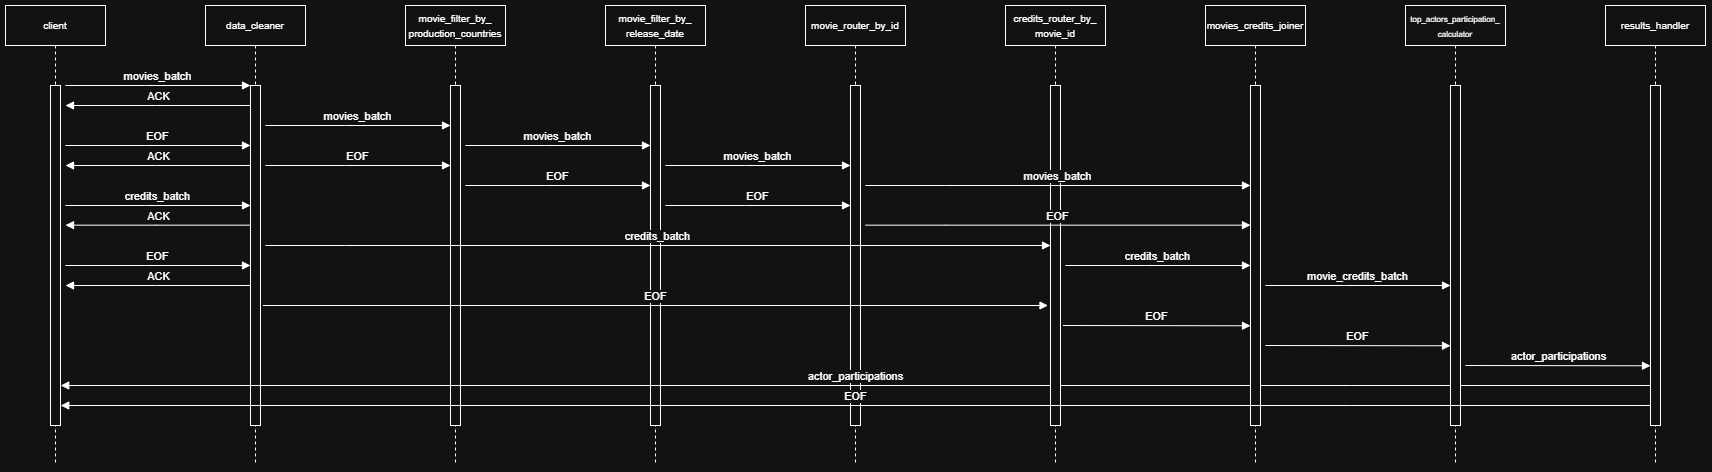 client
data_cleaner
movie_filter_by_
production_countries
movie_filter_by_
release_date
movie_router_by_id
credits_router_by_
movie_id
movies_credits_joiner
top_actors_participation_
calculator
results_handler
movies_batch
ACK
movies_batch
EOF
movies_batch
ACK
EOF
movies_batch
EOF
movies_batch
credits_batch
EOF
ACK
EOF
credits_batch
EOF
credits_batch
ACK
movie_credits_batch
EOF
EOF
EOF
actor_participations
actor_participations
EOF